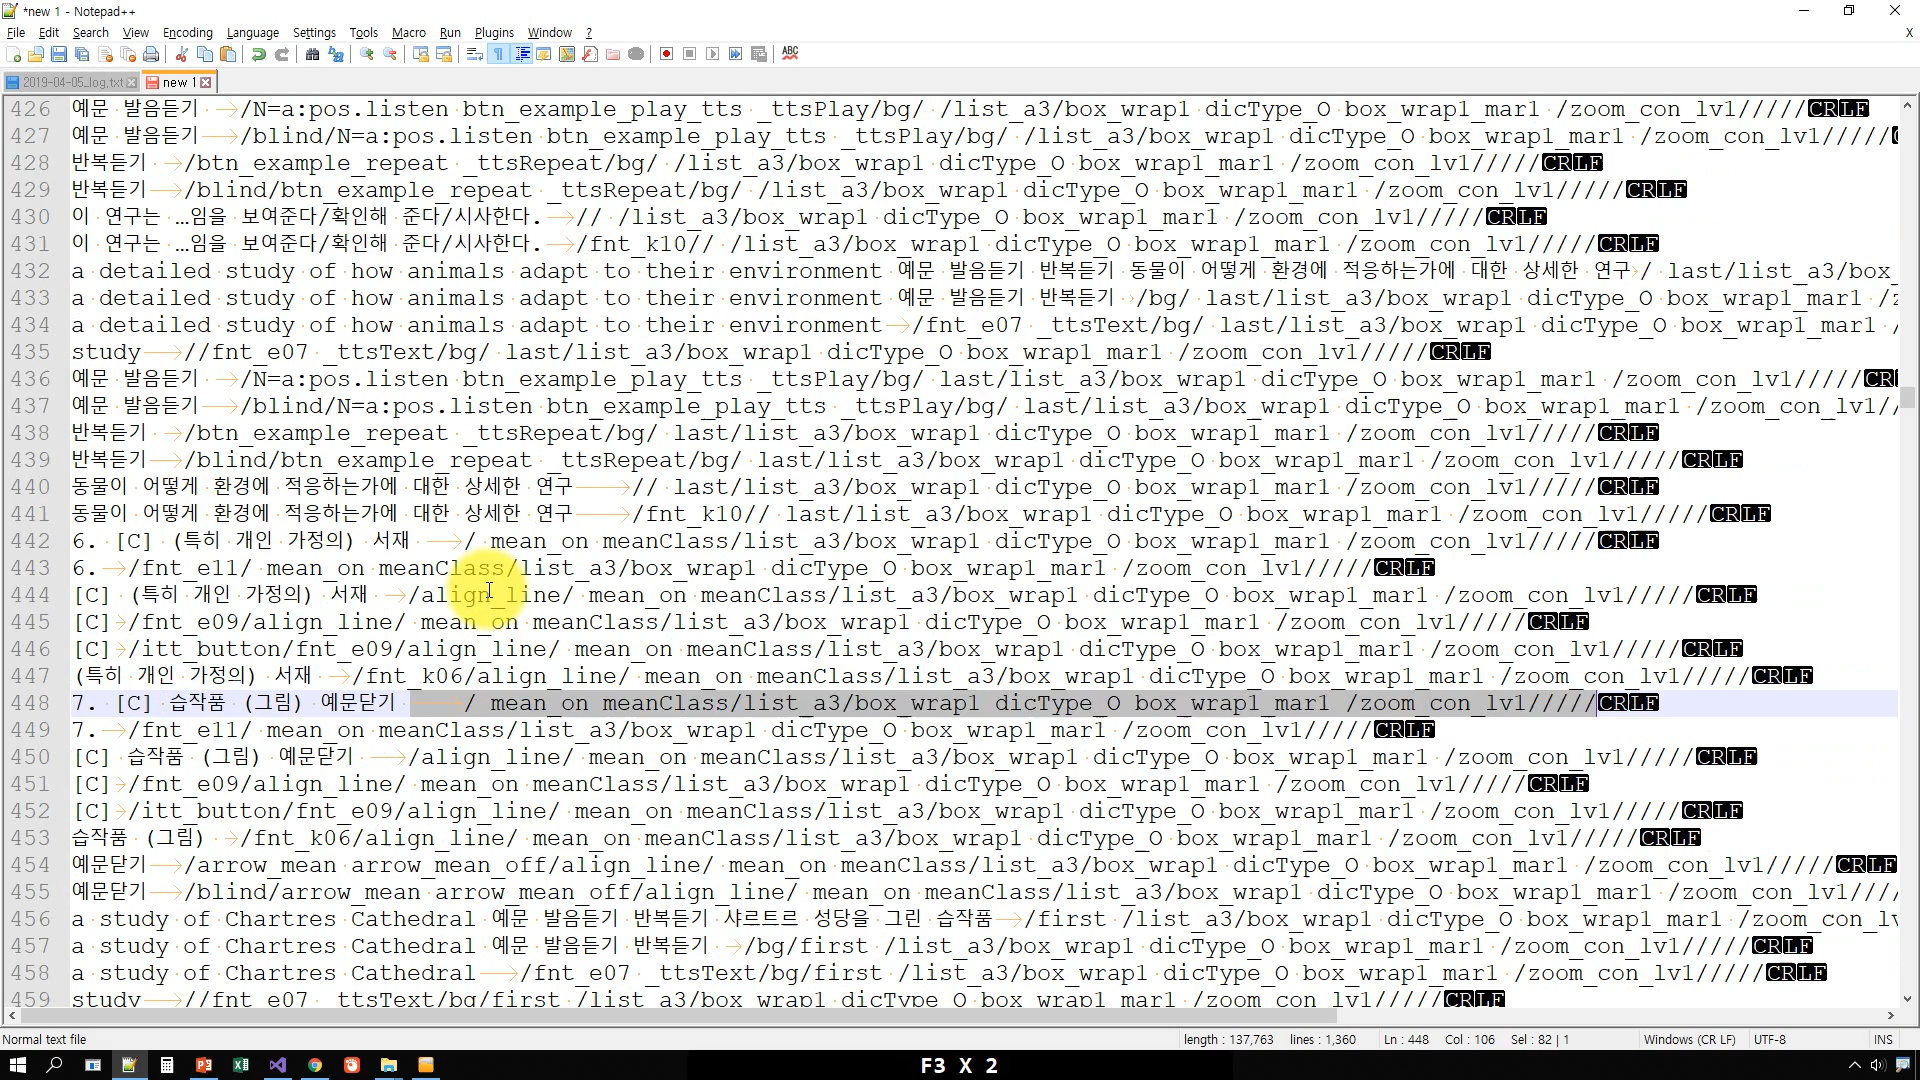 *new 1 - Notepad++
File Edit Search View Encoding Language Settings Tools Macro Run Plugins Window ? X
2019-04-05_log.txt new 1
426 예문 발음듣기 /N=a:pos.listen btn_example_play_tts _ttsPlay/bg/ /list_a3/box_wrap1 dicType_O box_wrap1_mar1 /zoom_con_lv1/////CRLF
427 예문 발음듣기 /blind/N=a:pos.listen btn_example_play_tts _ttsPlay/bg/ /list_a3/box_wrap1 dicType_O box_wrap1_mar1 /zoom_con_lv1/////
428 반복듣기 /btn_example_repeat _ttsRepeat/bg/ /list_a3/box_wrap1 dicType_O box_wrap1_mar1 /zoom_con_lv1/////CRLF
429 반복듣기 /blind/btn_example_repeat _ttsRepeat/bg/ /list_a3/box_wrap1 dicType_O box_wrap1_mar1 /zoom_con_lv1/////CRLF
430 이 연구는 …임을 보여준다/확인해 준다/시사한다. // /list_a3/box_wrap1 dicType_O box_wrap1_mar1 /zoom_con_lv1/////CRLF
431 이 연구는 …임을 보여준다/확인해 준다/시사한다. /fnt_k10// /list_a3/box_wrap1 dicType_O box_wrap1_mar1 /zoom_con_lv1/////CRLF
432 a detailed study of how animals adapt to their environment 예문 발음듣기 반복듣기 동물이 어떻게 환경에 적응하는가에 대한 상세한 연구 / last/list_a3/box_
433 a detailed study of how animals adapt to their environment 예문 발음듣기 반복듣기 /bg/ last/list_a3/box_wrap1 dicType_O box_wrap1_mar1 /z
434 a detailed study of how animals adapt to their environment /fnt_e07 _ttsText/bg/ last/list_a3/box_wrap1 dicType_O box_wrap1_mar1 /
435 study //fnt_e07 _ttsText/bg/ last/list_a3/box_wrap1 dicType_O box_wrap1_mar1 /zoom_con_lv1/////CRLF
436 예문 발음듣기 /N=a:pos.listen btn_example_play_tts _ttsPlay/bg/ last/list_a3/box_wrap1 dicType_O box_wrap1_mar1 /zoom_con_lv1/////CR
437 예문 발음듣기 /blind/N=a:pos.listen btn_example_play_tts _ttsPlay/bg/ last/list_a3/box_wrap1 dicType_O box_wrap1_mar1 /zoom_con_lv1//
438 반복듣기 /btn_example_repeat _ttsRepeat/bg/ last/list_a3/box_wrap1 dicType_O box_wrap1_mar1 /zoom_con_lv1/////CRLF
439 반복듣기 /blind/btn_example_repeat _ttsRepeat/bg/ last/list_a3/box_wrap1 dicType_O box_wrap1_mar1 /zoom_con_lv1/////CRLF
440 동물이 어떻게 환경에 적응하는가에 대한 상세한 연구 // last/list_a3/box_wrap1 dicType_O box_wrap1_mar1 /zoom_con_lv1/////CRLF
441 동물이 어떻게 환경에 적응하는가에 대한 상세한 연구 /fnt_k10// last/list_a3/box_wrap1 dicType_O box_wrap1_mar1 /zoom_con_lv1/////CRLF
442 6. [C] (특히 개인 가정의) 서재 / mean_on meanClass/list_a3/box_wrap1 dicType_O box_wrap1_mar1 /zoom_con_lv1/////CRLF
443 6. /fnt_e11/ mean_on meanClass/list_a3/box_wrap1 dicType_O box_wrap1_mar1 /zoom_con_lv1/////CRLF
444 [C] (특히 개인 가정의) 서재 /align_line/ mean_on meanClass/list_a3/box_wrap1 dicType_O box_wrap1_mar1 /zoom_con_lv1/////CRLF
445 [C] /fnt_e09/align_line/ mean_on meanClass/list_a3/box_wrap1 dicType_O box_wrap1_mar1 /zoom_con_lv1/////CRLF
446 [C] /itt_button/fnt_e09/align_line/ mean_on meanClass/list_a3/box_wrap1 dicType_O box_wrap1_mar1 /zoom_con_lv1/////CRLF
447 (특히 개인 가정의) 서재 /fnt_k06/align_line/ mean_on meanClass/list_a3/box_wrap1 dicType_O box_wrap1_mar1 /zoom_con_lv1/////CRLF
448 7. [C] 습작품 (그림) 예문닫기 / mean_on meanClass/list_a3/box_wrap1 dicType_O box_wrap1_mar1 /zoom_con_lv1/////CRLF
449 7. /fnt_e11/ mean_on meanClass/list_a3/box_wrap1 dicType_O box_wrap1_mar1 /zoom_con_lv1/////CRLF
450 [C] 습작품 (그림) 예문닫기 /align_line/ mean_on meanClass/list_a3/box_wrap1 dicType_O box_wrap1_mar1 /zoom_con_lv1/////CRLF
451 [C] /fnt_e09/align_line/ mean_on meanClass/list_a3/box_wrap1 dicType_O box_wrap1_mar1 /zoom_con_lv1/////CRLF
452 [C] /itt_button/fnt_e09/align_line/ mean_on meanClass/list_a3/box_wrap1 dicType_O box_wrap1_mar1 /zoom_con_lv1/////CRLF
453 습작품 (그림) /fnt_k06/align_line/ mean_on meanClass/list_a3/box_wrap1 dicType_O box_wrap1_mar1 /zoom_con_lv1/////CRLF
454 예문닫기 /arrow_mean arrow_mean_off/align_line/ mean_on meanClass/list_a3/box_wrap1 dicType_O box_wrap1_mar1 /zoom_con_lv1/////CRLF
455 예문닫기 /blind/arrow_mean arrow_mean_off/align_line/ mean_on meanClass/list_a3/box_wrap1 dicType_O box_wrap1_mar1 /zoom_con_lv1////
456 a study of Chartres Cathedral 예문 발음듣기 반복듣기 샤르트르 성당을 그린 습작품 /first /list_a3/box_wrap1 dicType_O box_wrap1_mar1 /zoom_con_lv
457 a study of Chartres Cathedral 예문 발음듣기 반복듣기 /bg/first /list_a3/box_wrap1 dicType_O box_wrap1_mar1 /zoom_con_lv1/////CRLF
458 a study of Chartres Cathedral /fnt_e07 _ttsText/bg/first /list_a3/box_wrap1 dicType_O box_wrap1_mar1 /zoom_con_lv1/////CRLF
459 study //fnt_e07 _ttsText/bg/first /list_a3/box_wrap1 dicType_O box_wrap1_mar1 /zoom_con_lv1/////CRLF
Normal text file length : 137,763 lines : 1,360 Ln : 448 Col : 106 Sel : 82 | 1 Windows (CR LF) UTF-8 INS
F3 X 2